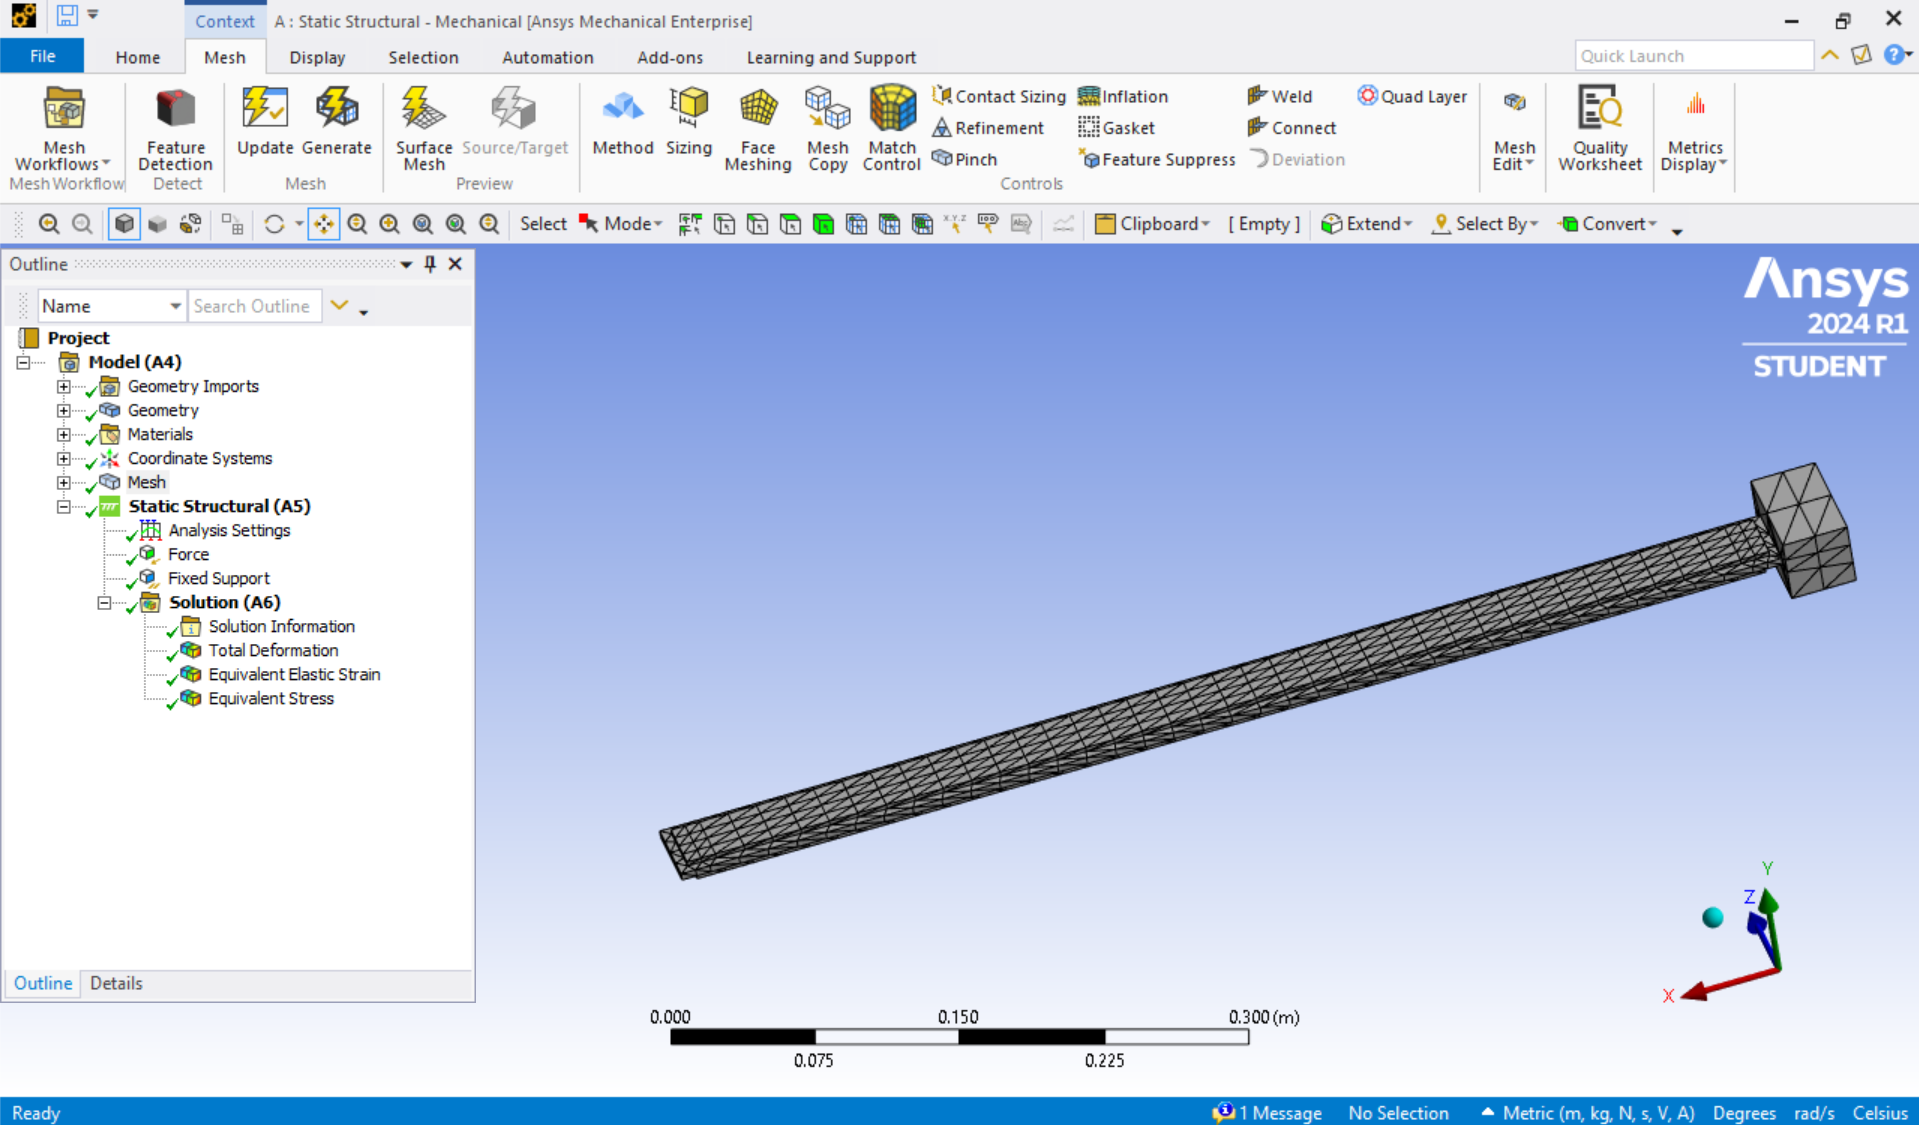 Context A : Static Structural - Mechanical [Ansys Mechanical Enterprise]
File Home Mesh Display Selection Automation Add-ons Learning and Support Quick Launch
Mesh Workflows
Mesh Workflow
Feature Detection
Detect
Update Generate
Mesh
Surface Mesh Source/Target
Preview
Method Sizing Face Meshing Mesh Copy Match Control
Contact Sizing Inflation Weld Quad Layer
Refinement Gasket Connect
Pinch Feature Suppress Deviation
Controls
Mesh Edit
Quality Worksheet
Metrics Display
Select Mode Clipboard [ Empty ] Extend Select By Convert
Outline
Name Search Outline
Project
Model (A4)
Geometry Imports
Geometry
Materials
Coordinate Systems
Mesh
Static Structural (A5)
Analysis Settings
Force
Fixed Support
Solution (A6)
Solution Information
Total Deformation
Equivalent Elastic Strain
Equivalent Stress
Outline Details
Ansys
2024 R1
STUDENT
Y
Z
X
0.000 0.150 0.300 (m)
0.075 0.225
Ready 1 Message No Selection Metric (m, kg, N, s, V, A) Degrees rad/s Celsius